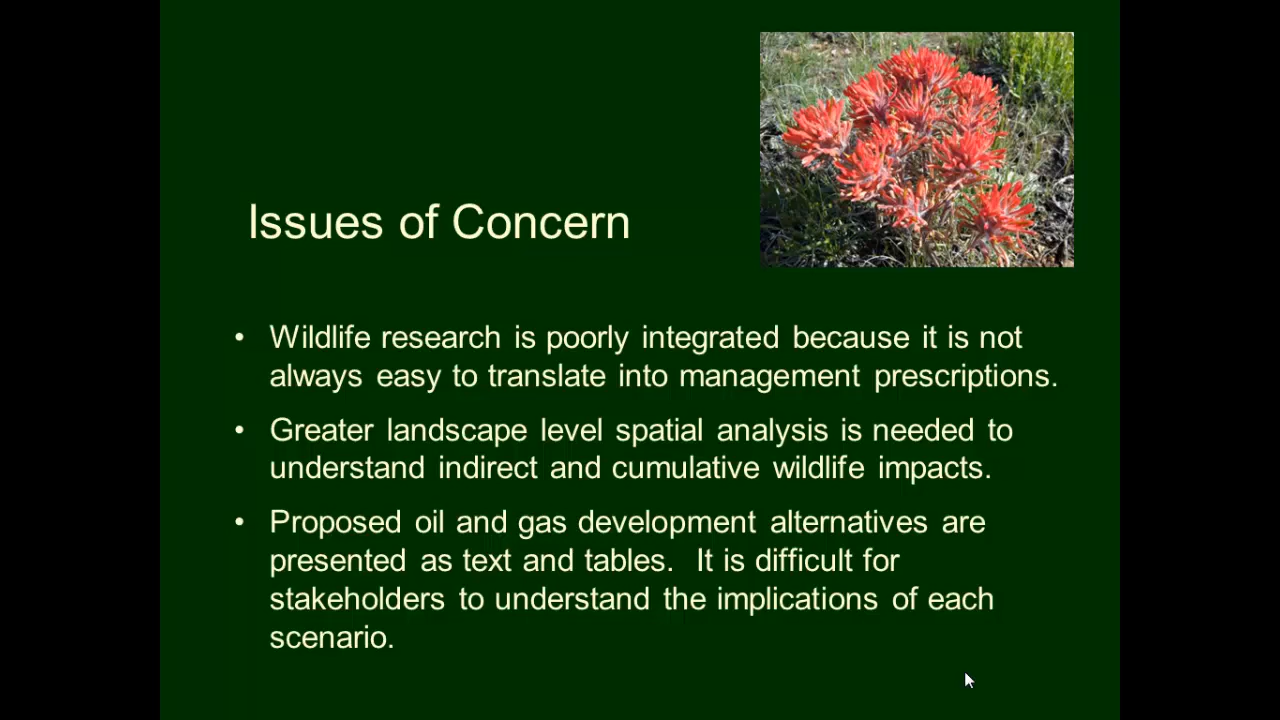 Issues of Concern
• Wildlife research is poorly integrated because it is not
always easy to translate into management prescriptions.
• Greater landscape level spatial analysis is needed to
understand indirect and cumulative wildlife impacts.
• Proposed oil and gas development alternatives are
presented as text and tables.  It is difficult for
stakeholders to understand the implications of each
scenario.